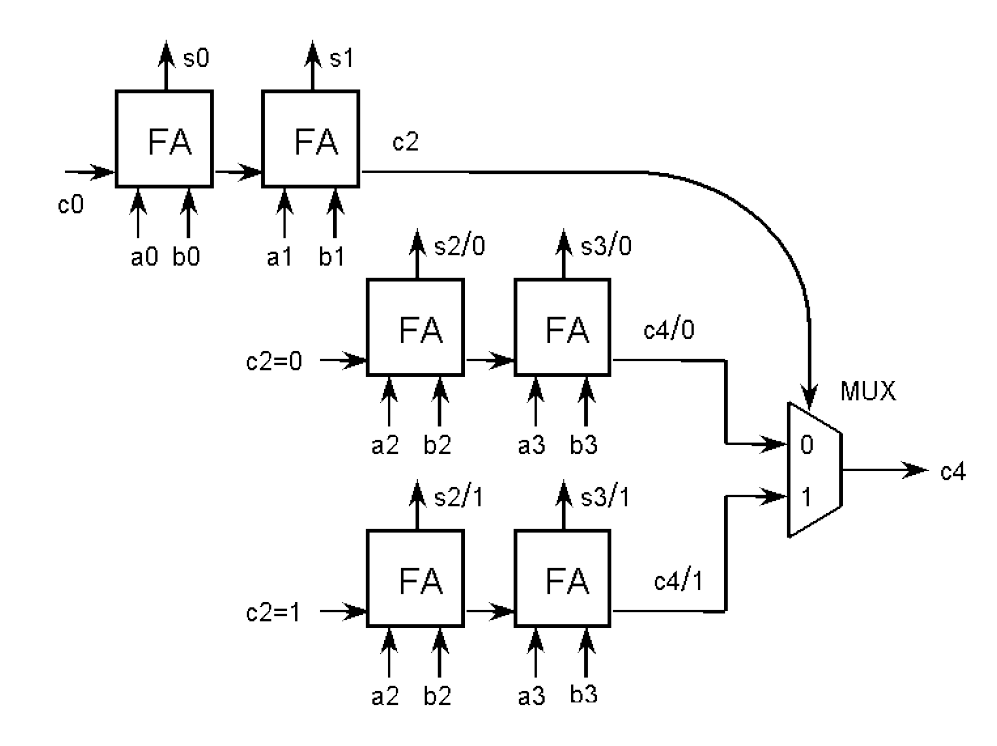 s0 s1
FA FA c2
c0
a0 b0 a1 b1
s2/0 s3/0
FA FA c4/0
c2=0
MUX
a2 b2 a3 b3 0
c4
s2/1 s3/1 1
FA FA c4/1
c2=1
a2 b2 a3 b3